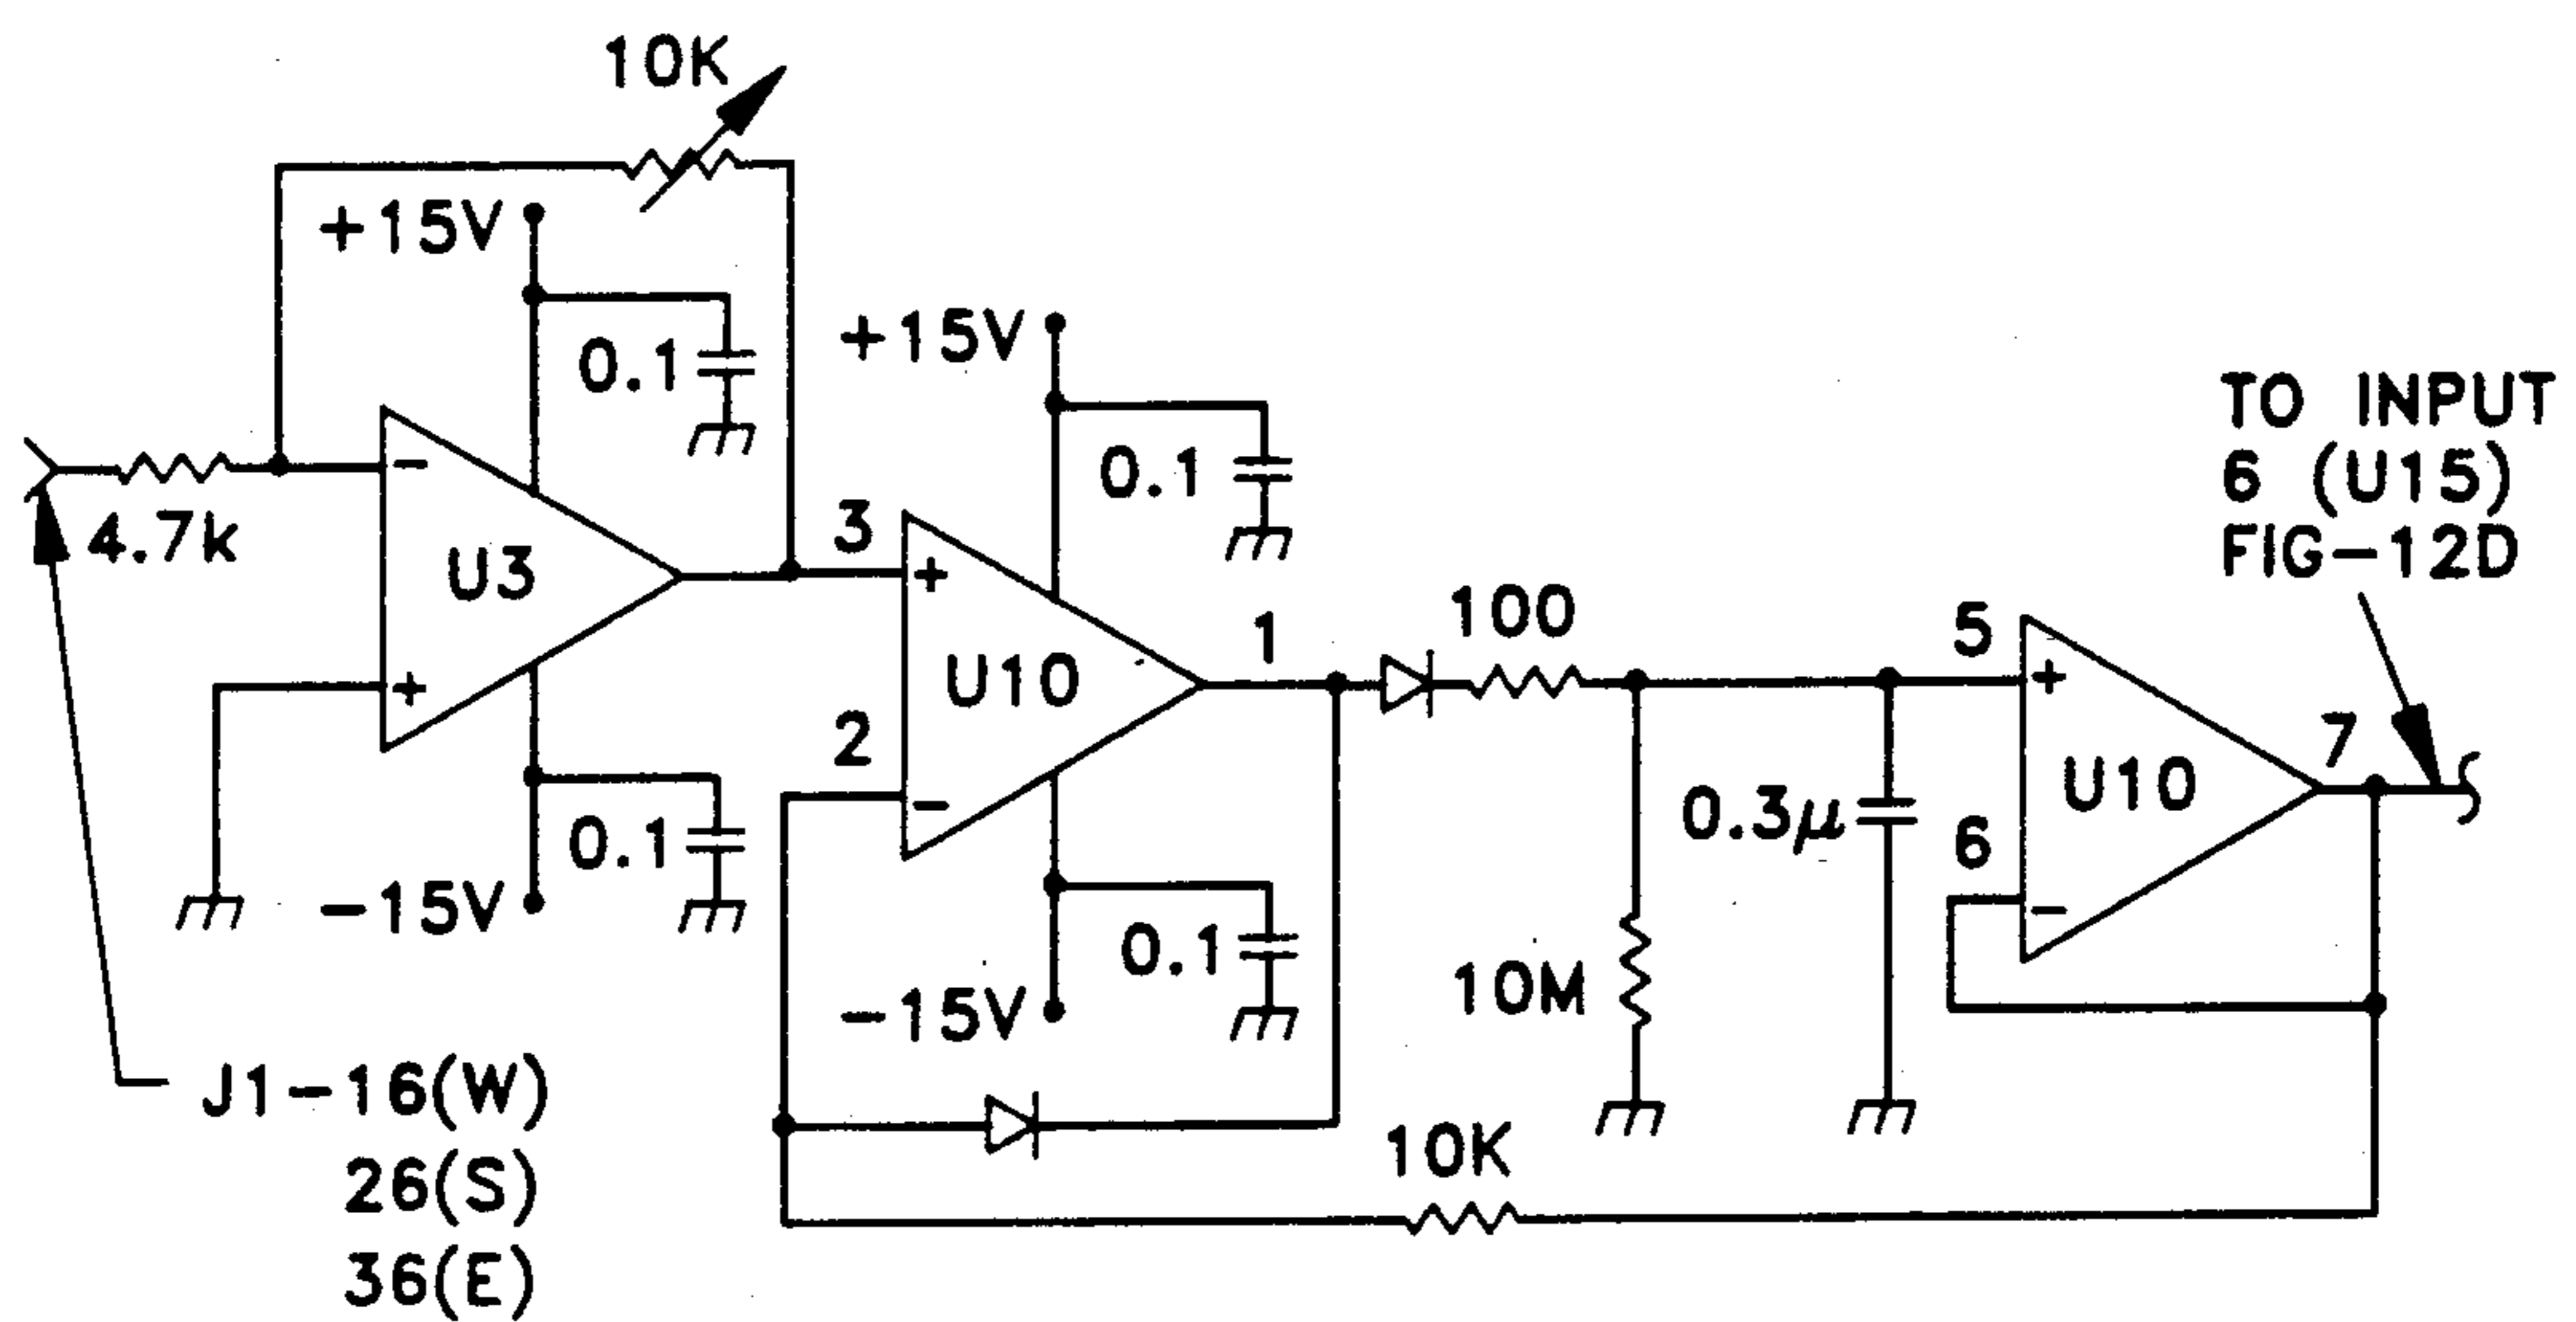 10K
+15V
0.1
+15V
0.1
TO INPUT
6 (U15)
FIG-12D
-
4.7k
U3
+
3
+
U10
2
-
1
100
5
+
U10
7
6
-
0.3μ
0.1
-15V
0.1
-15V
10M
10K
J1-16(W)
26(S)
36(E)